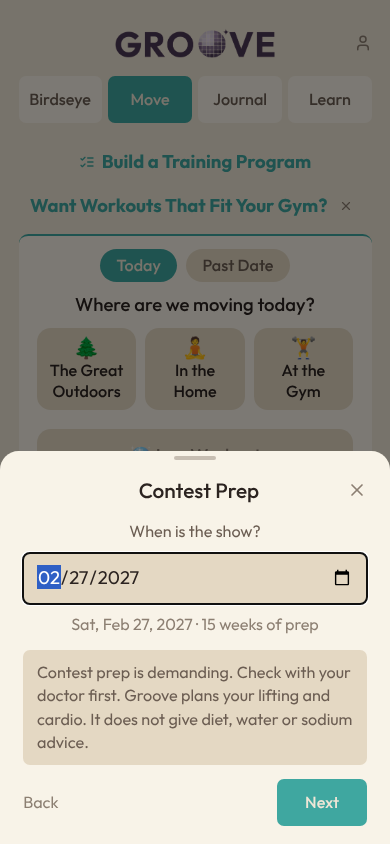 GROOVE
Birdseye
Move
Journal
Learn
Build a Training Program
Want Workouts That Fit Your Gym?
Today
Past Date
Where are we moving today?
The Great
Outdoors
In the
Home
At the
Gym
Contest Prep
When is the show?
02/27/2027
Sat, Feb 27, 2027 · 15 weeks of prep
Contest prep is demanding. Check with your
doctor first. Groove plans your lifting and
cardio. It does not give diet, water or sodium
advice.
Back
Next